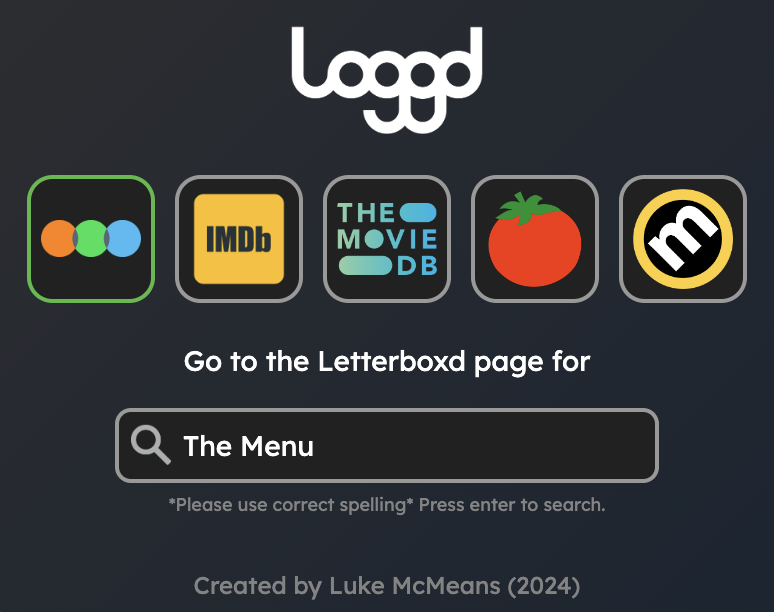 Loggd
IMDb
THE
MOVIE
DB
m
Go to the Letterboxd page for
The Menu
*Please use correct spelling* Press enter to search.
Created by Luke McMeans (2024)